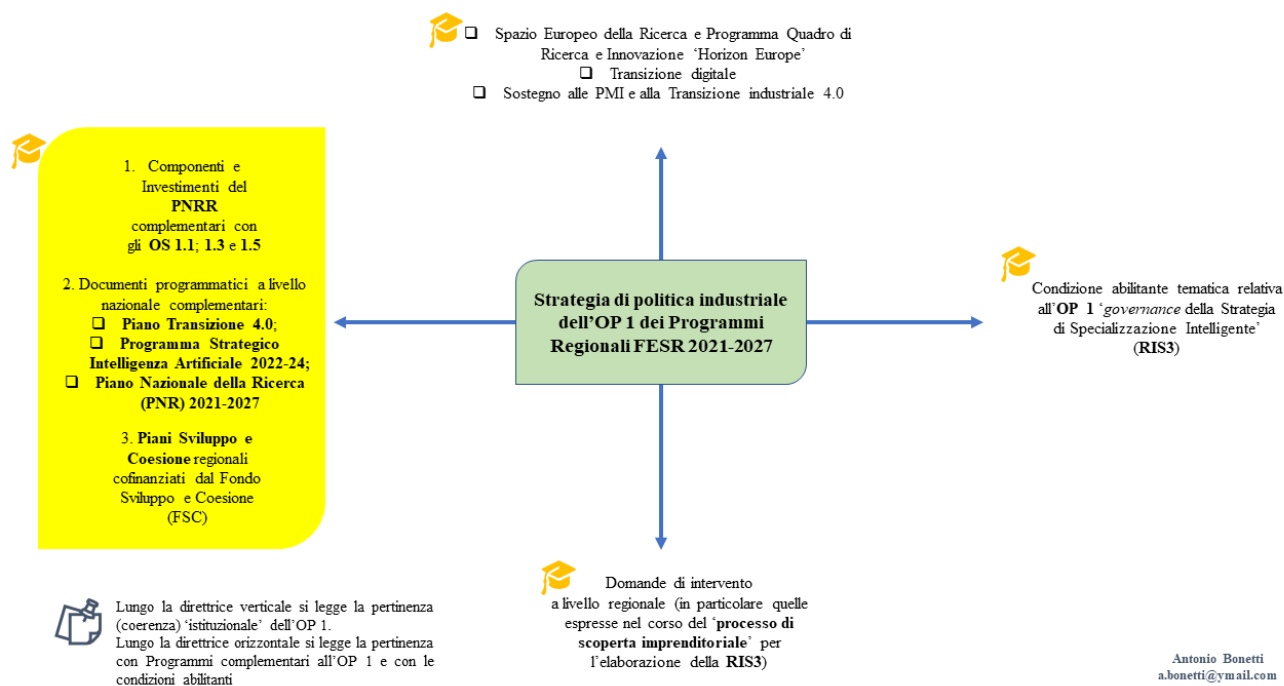 ❑ Spazio Europeo della Ricerca e Programma Quadro di
Ricerca e Innovazione ‘Horizon Europe’
❑ Transizione digitale
❑ Sostegno alle PMI e alla Transizione industriale 4.0
1. Componenti e
Investimenti del
PNRR
complementari con
gli OS 1.1; 1.3 e 1.5
2. Documenti programmatici a livello
nazionale complementari:
❑ Piano Transizione 4.0;
❑ Programma Strategico
Intelligenza Artificiale 2022-24;
❑ Piano Nazionale della Ricerca
(PNR) 2021-2027
3. Piani Sviluppo e
Coesione regionali
cofinanziati dal Fondo
Sviluppo e Coesione
(FSC)
Strategia di politica industriale
dell’OP 1 dei Programmi
Regionali FESR 2021-2027
Condizione abilitante tematica relativa
all’OP 1 ‘governance della Strategia
di Specializzazione Intelligente’
(RIS3)
Domande di intervento
a livello regionale (in particolare quelle
espresse nel corso del ‘processo di
scoperta imprenditoriale’ per
l’elaborazione della RIS3)
Lungo la direttrice verticale si legge la pertinenza
(coerenza) ‘istituzionale’ dell’OP 1.
Lungo la direttrice orizzontale si legge la pertinenza
con Programmi complementari all’OP 1 e con le
condizioni abilitanti
Antonio Bonetti
a.bonetti@ymail.com